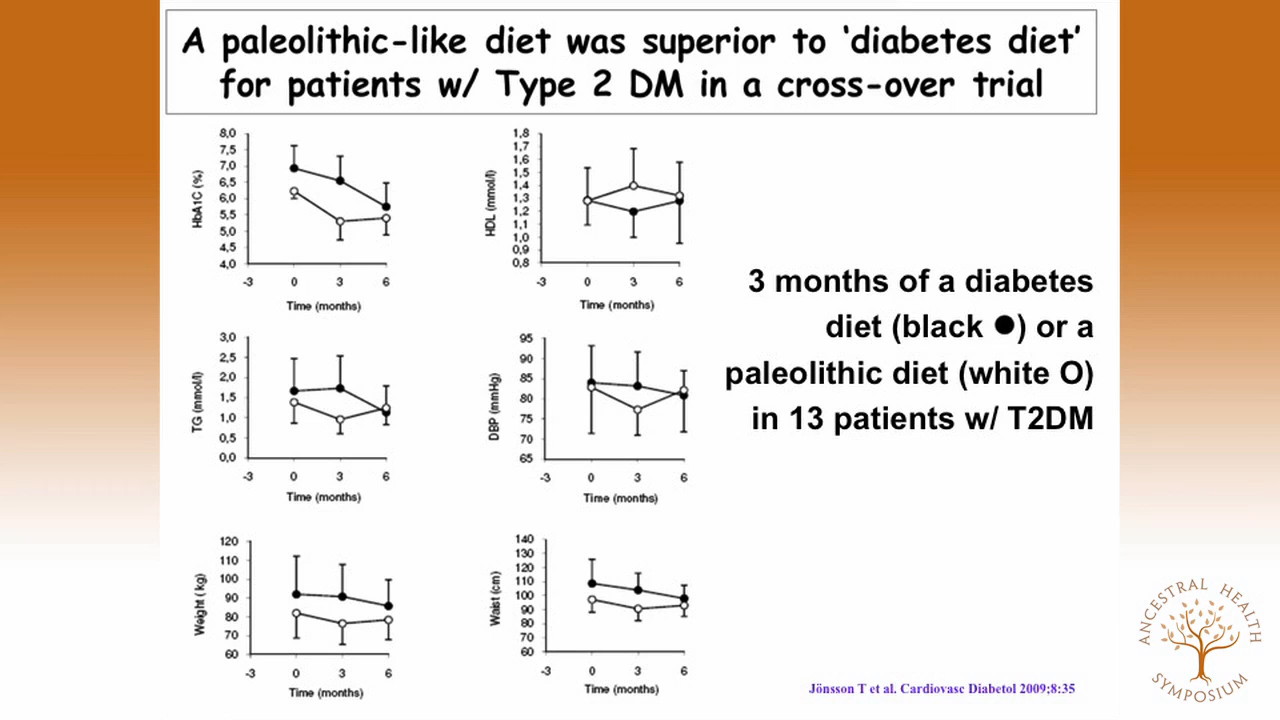 A paleolithic-like diet was superior to ‘diabetes diet’
for patients w/ Type 2 DM in a cross-over trial
HbA1C (%)
8,0
7,5
7,0
6,5
6,0
5,5
5,0
4,5
4,0
-3 0 3 6
Time (months)
HDL (mmol/l)
1,8
1,7
1,6
1,5
1,4
1,3
1,2
1,1
1,0
0,9
0,8
-3 0 3 6
Time (months)
TG (mmol/l)
3,0
2,5
2,0
1,5
1,0
0,5
0,0
-3 0 3 6
Time (months)
DBP (mmHg)
95
90
85
80
75
70
65
-3 0 3 6
Time (months)
Weight (kg)
120
110
100
90
80
70
60
-3 0 3 6
Time (months)
Waist (cm)
140
130
120
110
100
90
80
70
60
-3 0 3 6
Time (months)
3 months of a diabetes
diet (black ●) or a
paleolithic diet (white O)
in 13 patients w/ T2DM
Jönsson T et al. Cardiovasc Diabetol 2009;8:35
ANCESTRAL HEALTH
SYMPOSIUM